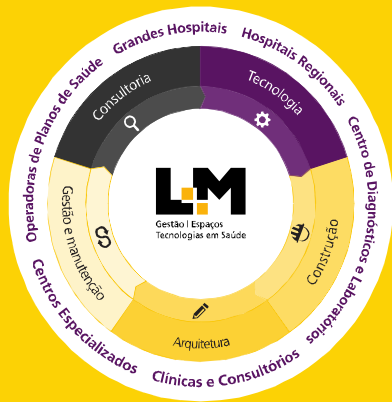 Grandes Hospitais
Hospitais Regionais
Centro de Diagnósticos e Laboratórios
Clínicas e Consultórios
Centros Especializados
Operadoras de Planos de Saúde
Consultoria
Tecnologia
Construção
Arquitetura
Gestão e manutenção
L+M
Gestão | Espaços
Tecnologias em Saúde